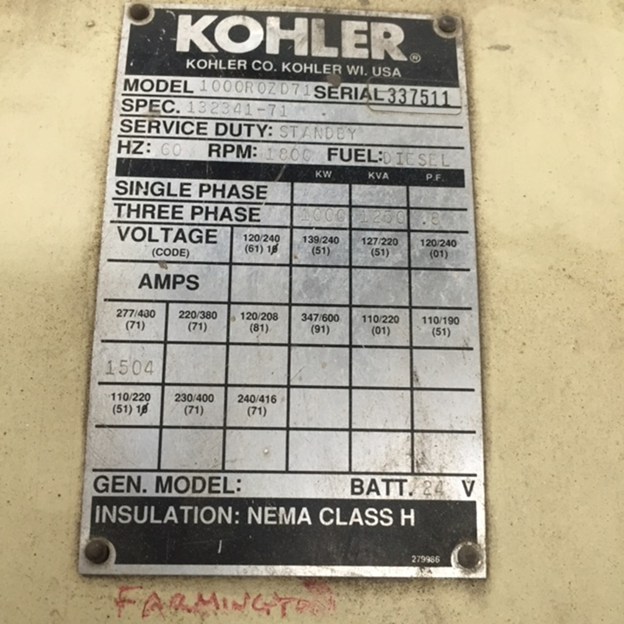 KOHLER®
KOHLER CO. KOHLER WI. USA
MODEL 1000ROZD71 SERIAL 337511
SPEC. 132341-71
SERVICE DUTY: STANDBY
HZ: 60 RPM: 1800 FUEL: DIESEL
KW KVA P.F.
SINGLE PHASE
THREE PHASE 1000 1250 .8
VOLTAGE 120/240 139/240 127/220 120/240
(CODE) (61) 1ø (51) (51) (01)
AMPS
277/480 220/380 120/208 347/600 110/220 110/190
(71) (71) (81) (91) (01) (51)
1504
110/220 230/400 240/416
(51) 1ø (71) (71)
GEN. MODEL: BATT. 24 V
INSULATION: NEMA CLASS H
279986
FARMINGTON